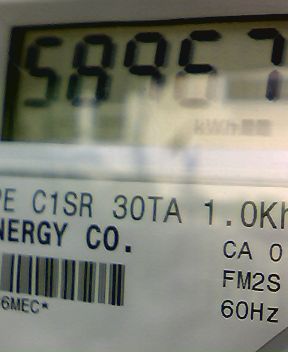 58957
kWh
PE C1SR 30TA 1.0Kh
NERGY CO.
CA 0
FM2S
6MEC*
60Hz